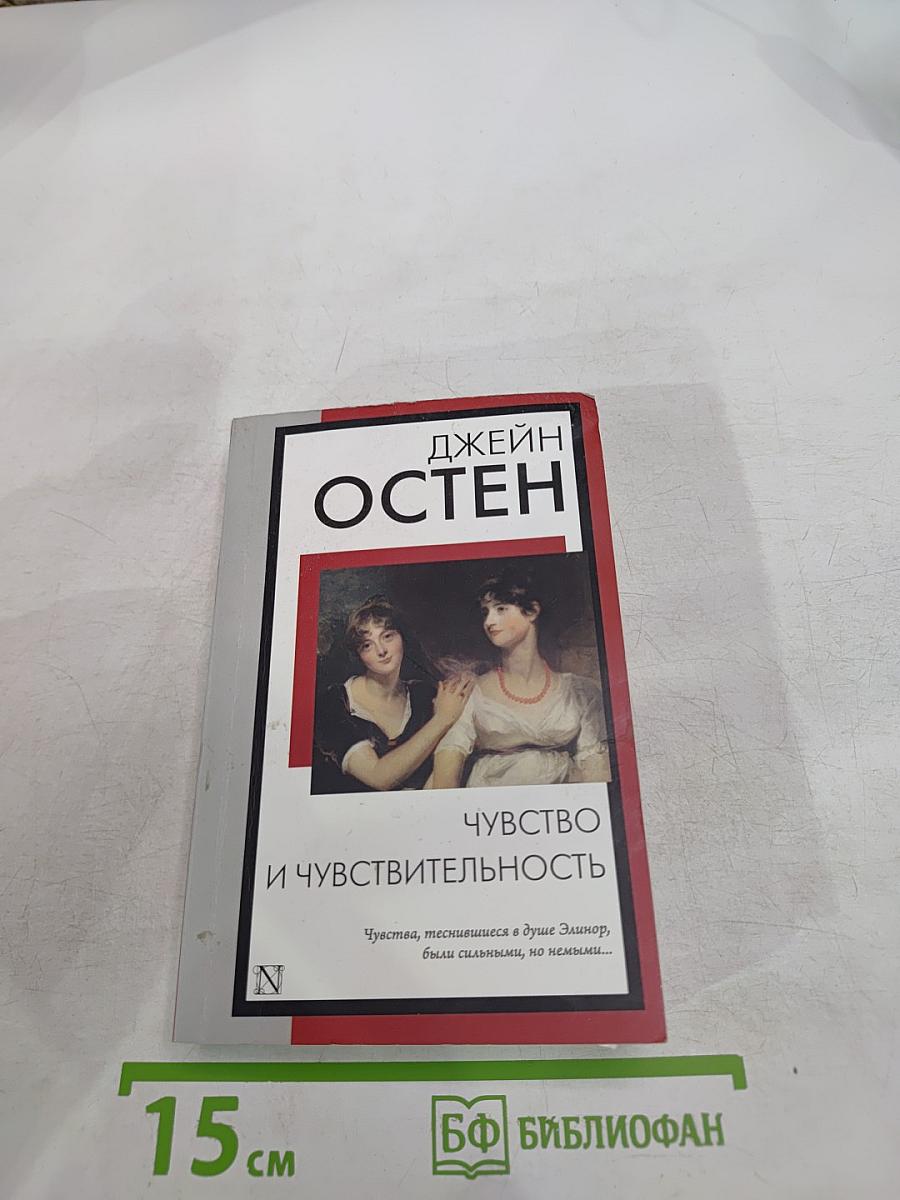 ДЖЕЙН
ОСТЕН
ЧУВСТВО
И ЧУВСТВИТЕЛЬНОСТЬ
Чувства, теснившиеся в душе Элинор,
были сильными, но немыми...
N
15 см
БФ БИБЛИОФАН